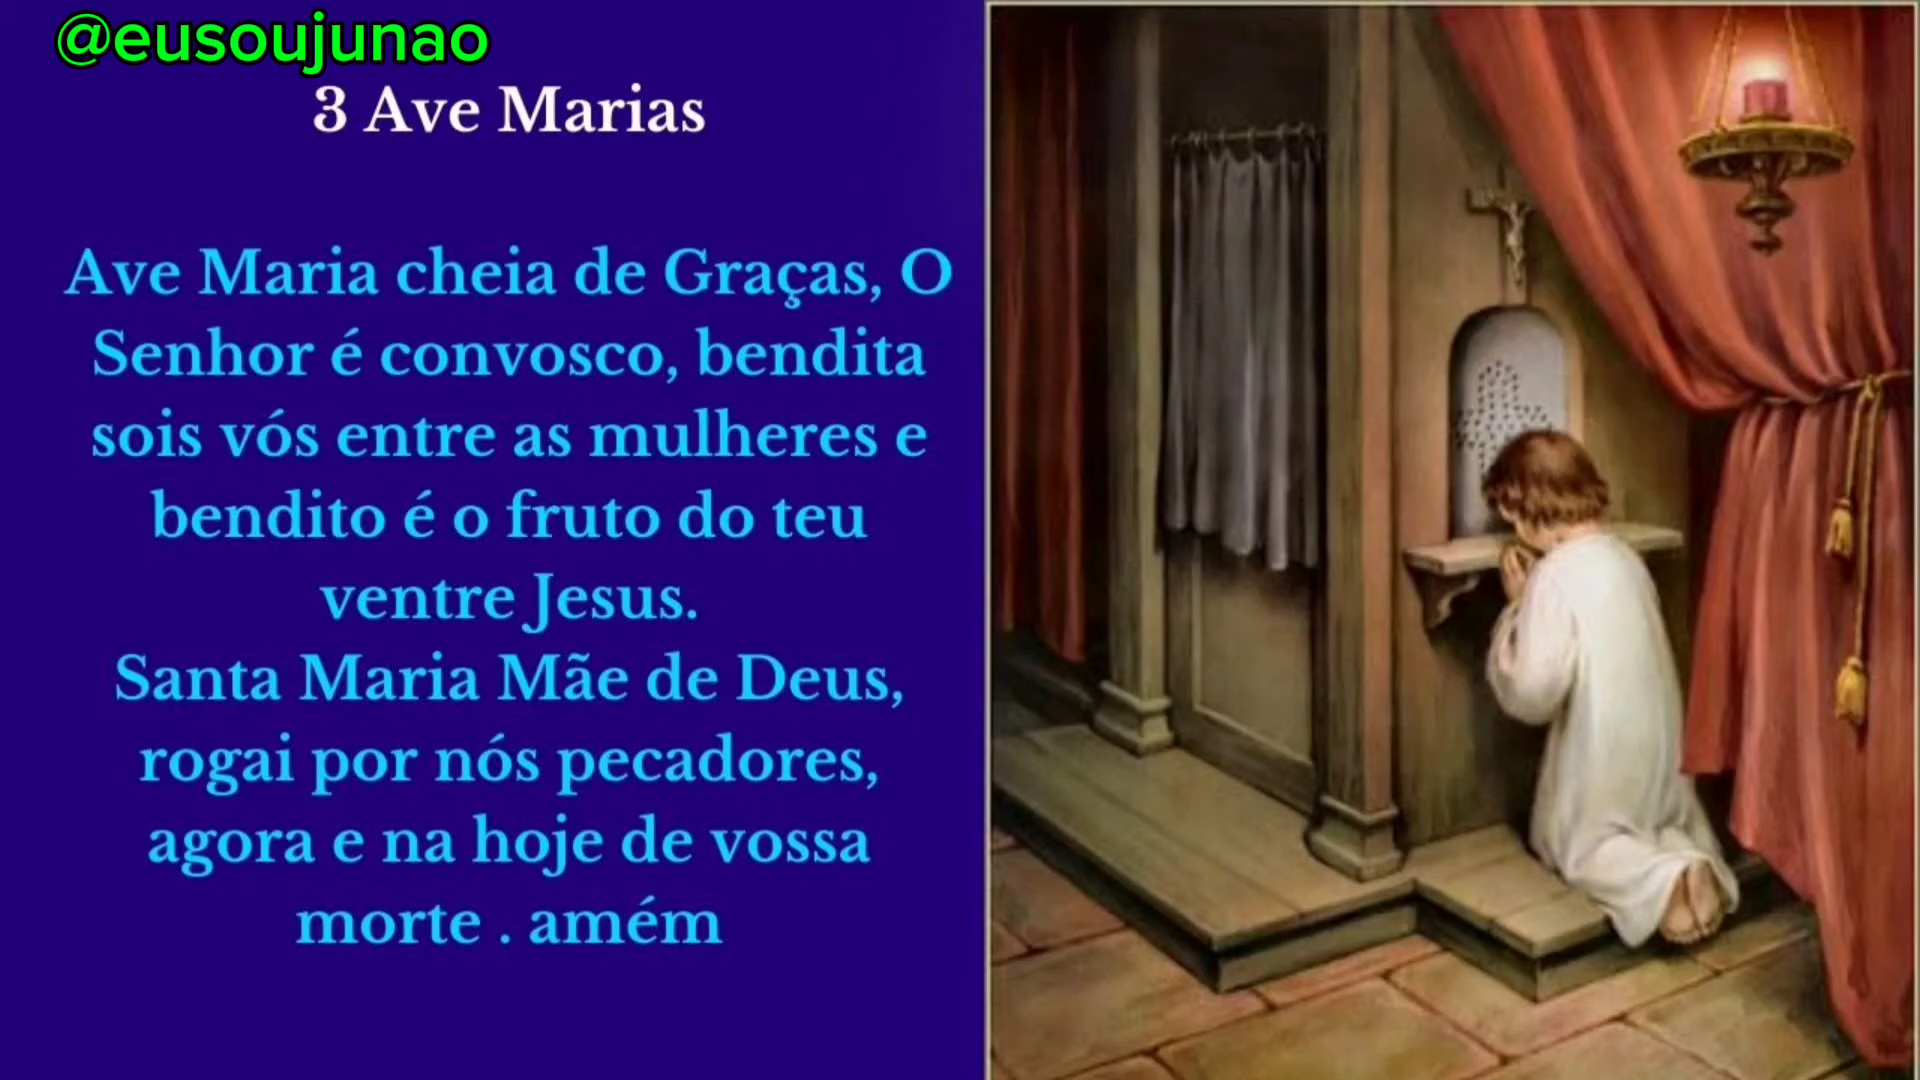 @eusoujunao
3 Ave Marias
Ave Maria cheia de Graças, O
Senhor é convosco, bendita
sois vós entre as mulheres e
bendito é o fruto do teu
ventre Jesus.
Santa Maria Mãe de Deus,
rogai por nós pecadores,
agora e na hoje de vossa
morte . amém